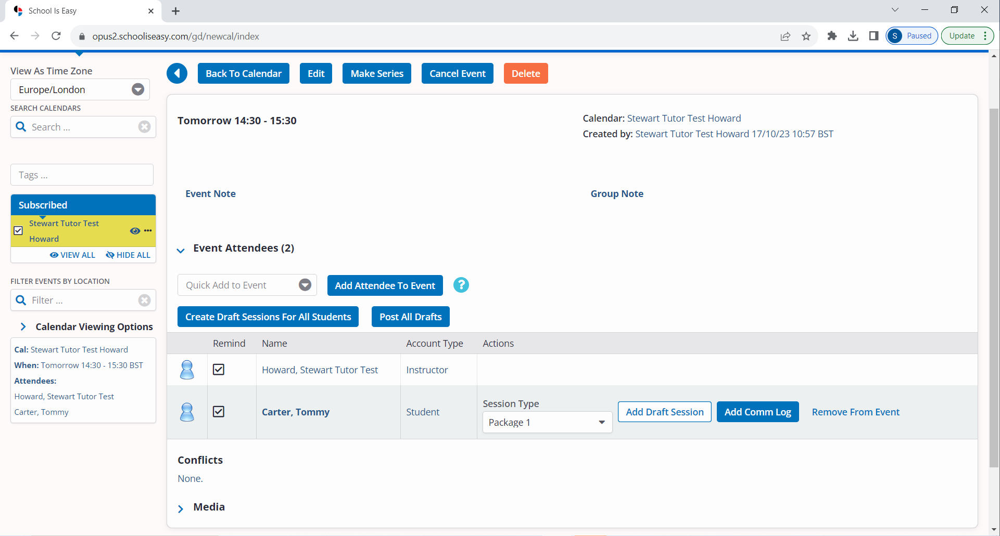 School Is Easy
opus2.schooliseasy.com/gd/newcal/index
S Paused
Update
View As Time Zone
Europe/London
SEARCH CALENDARS
Search ...
Tags ...
Subscribed
Stewart Tutor Test
Howard
VIEW ALL HIDE ALL
FILTER EVENTS BY LOCATION
Filter ...
Calendar Viewing Options
Cal: Stewart Tutor Test Howard
When: Tomorrow 14:30 - 15:30 BST
Attendees:
Howard, Stewart Tutor Test
Carter, Tommy
Back To Calendar Edit Make Series Cancel Event Delete
Tomorrow 14:30 - 15:30
Calendar: Stewart Tutor Test Howard
Created by: Stewart Tutor Test Howard 17/10/23 10:57 BST
Event Note Group Note
Event Attendees (2)
Quick Add to Event Add Attendee To Event ?
Create Draft Sessions For All Students Post All Drafts
Remind Name Account Type Actions
Howard, Stewart Tutor Test Instructor
Session Type
Carter, Tommy Student Add Draft Session Add Comm Log Remove From Event
Package 1
Conflicts
None.
Media